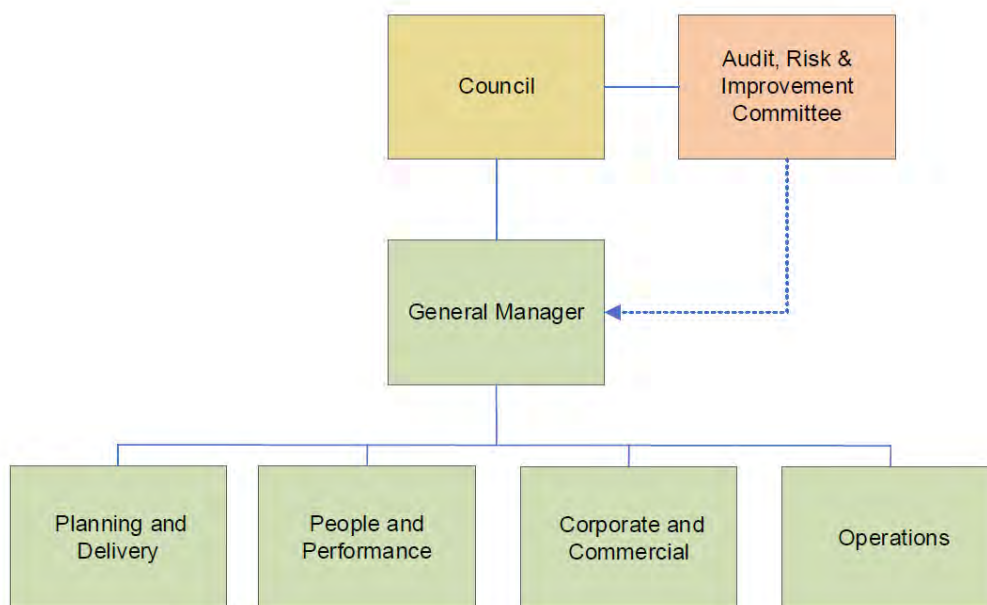 Council
Audit, Risk &
Improvement
Committee
General Manager
Planning and
Delivery
People and
Performance
Corporate and
Commercial
Operations